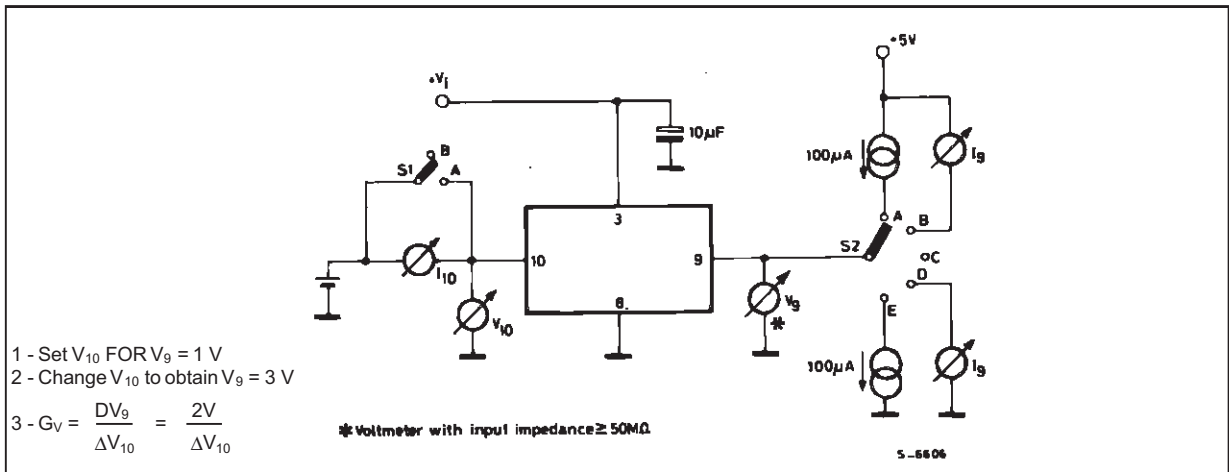 +5V
+Vi
10µF
100µA
I9
B
S1
A
A
B
3
S2
C
10
9
D
I10
V9
E
V10
*
6.
1 - Set V10 FOR V9 = 1 V
100µA
I9
2 - Change V10 to obtain V9 = 3 V
3 - GV = DV9 / ΔV10 = 2V / ΔV10
* Voltmeter with input impedance ≥ 50MΩ
S-6606